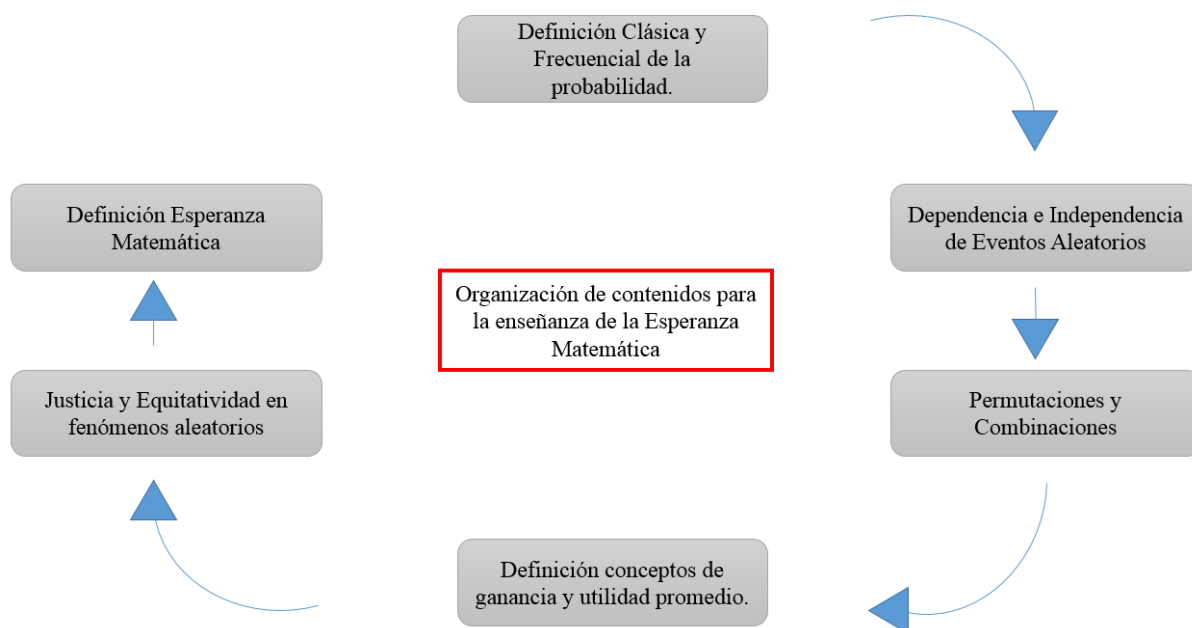 Definición Clásica y
Frecuencial de la
probabilidad.
Definición Esperanza
Matemática
Dependencia e Independencia
de Eventos Aleatorios
Organización de contenidos para
la enseñanza de la Esperanza
Matemática
Justicia y Equitatividad en
fenómenos aleatorios
Permutaciones y
Combinaciones
Definición conceptos de
ganancia y utilidad promedio.